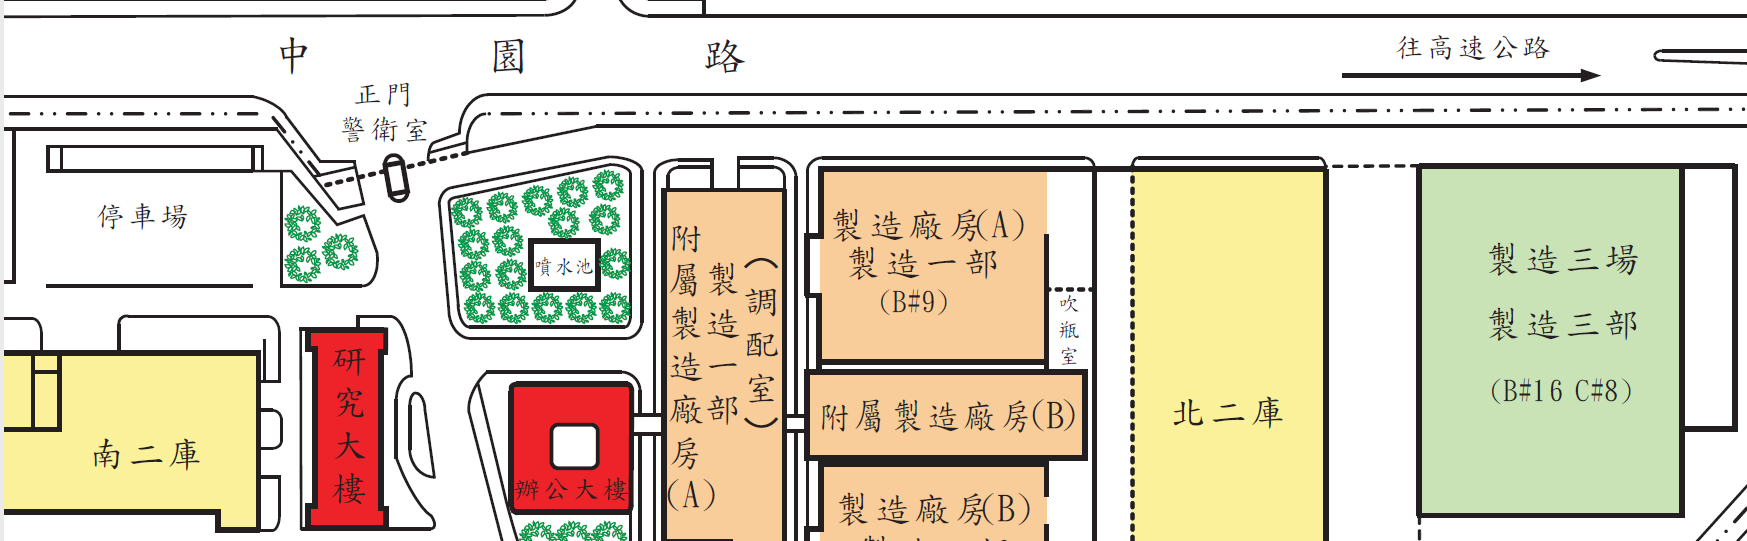 中園路
往高速公路
正門
警衛室
停車場
噴水池
附屬製造廠房(A)
製造一部
(調配室)
製造廠房(A)
製造一部
(B#9)
吹瓶室
附屬製造廠房(B)
製造廠房(B)
北二庫
製造三場
製造三部
(B#16 C#8)
南二庫
研究大樓
辦公大樓